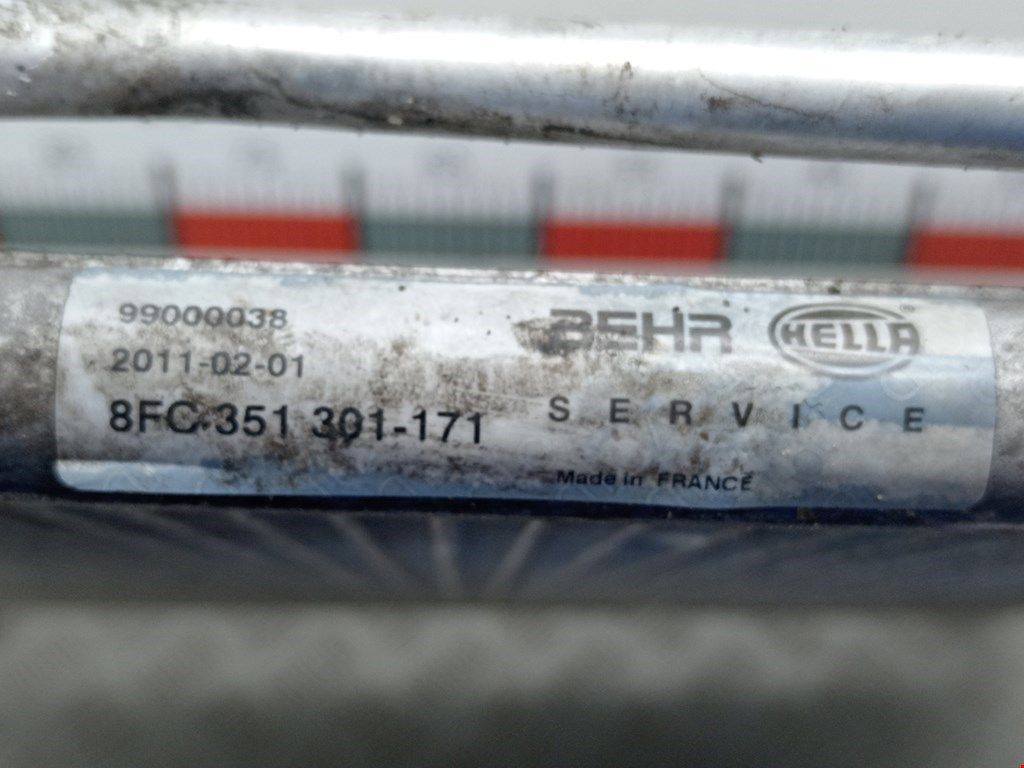 99000038
2011-02-01
8FC 351 301-171
BEHR HELLA®
SERVICE
Made in FRANCE